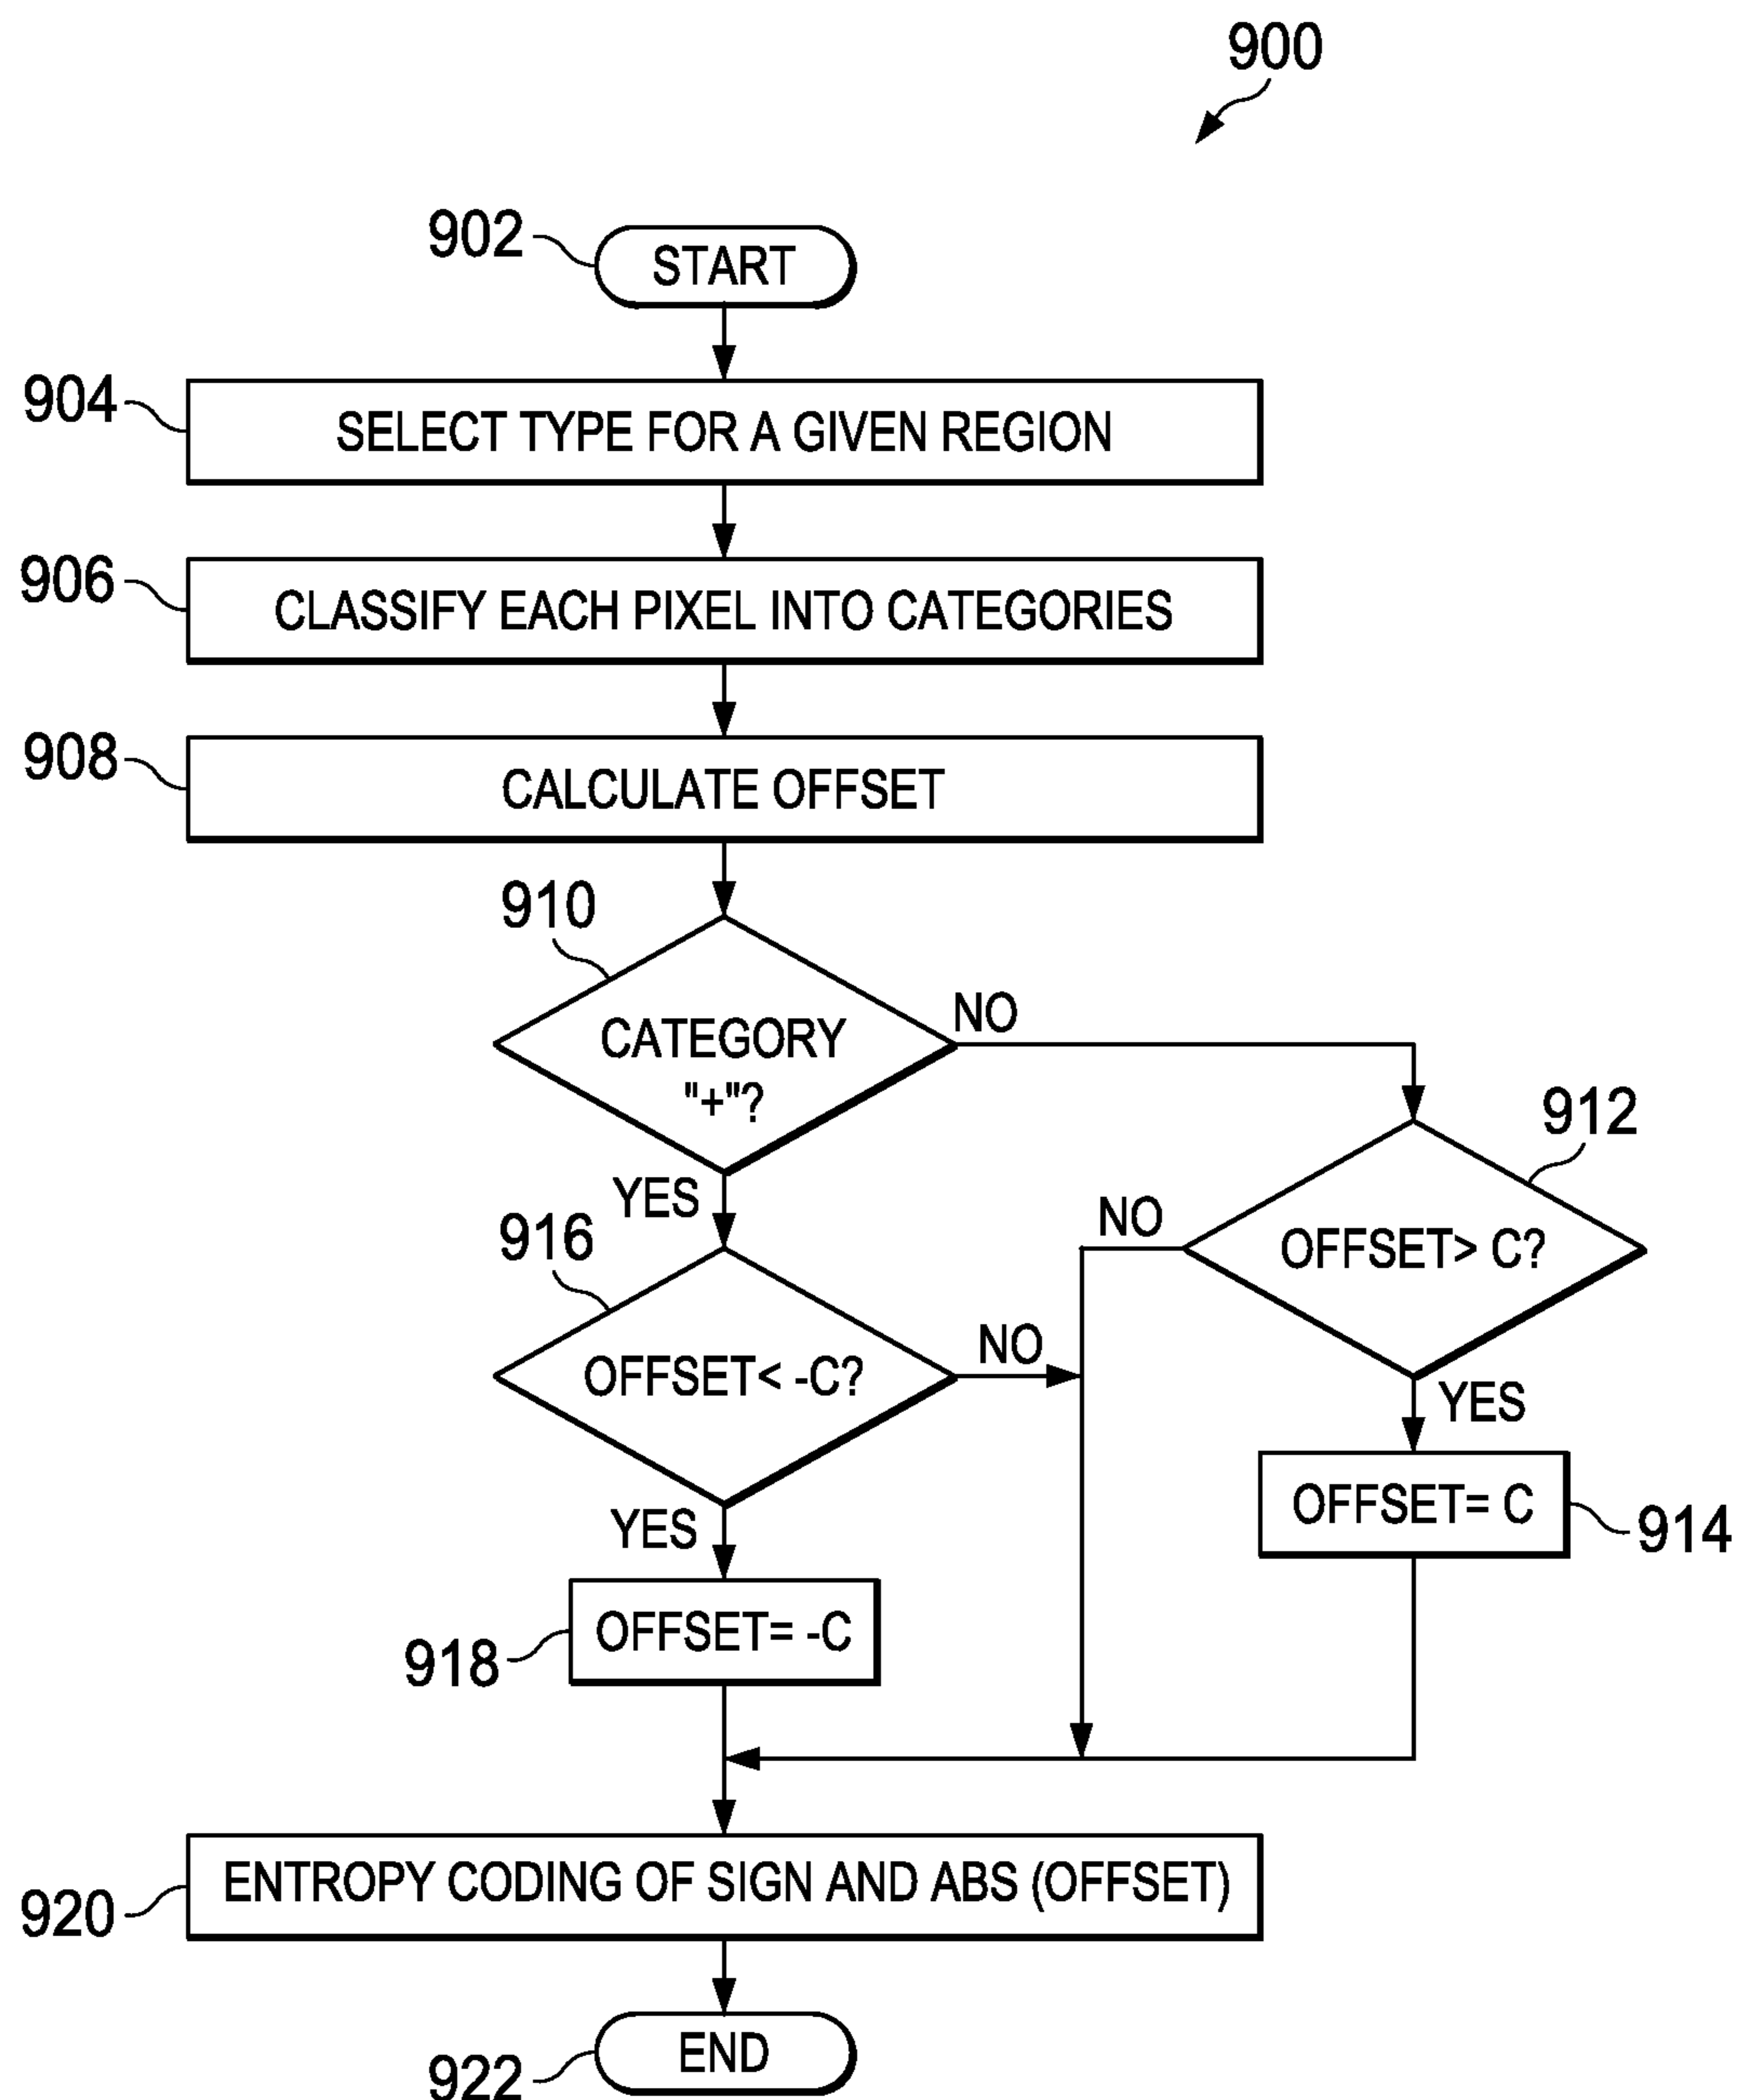 900
902
START
904
SELECT TYPE FOR A GIVEN REGION
906
CLASSIFY EACH PIXEL INTO CATEGORIES
908
CALCULATE OFFSET
910
CATEGORY
"+"?
NO
YES
912
OFFSET> C?
NO
YES
916
OFFSET< -C?
NO
YES
OFFSET= C
914
918
OFFSET= -C
920
ENTROPY CODING OF SIGN AND ABS (OFFSET)
922
END